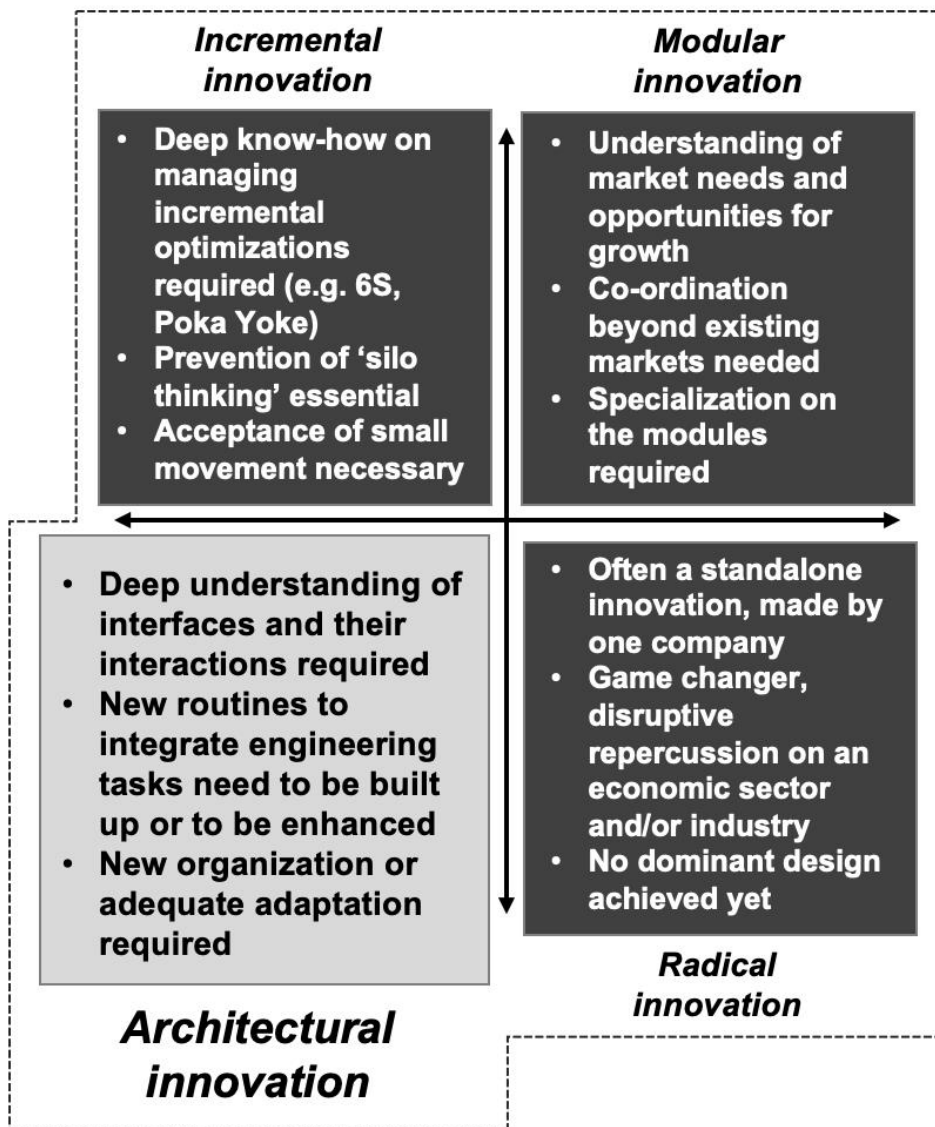 Incremental
innovation
• Deep know-how on
managing
incremental
optimizations
required (e.g. 6S,
Poka Yoke)
• Prevention of ‘silo
thinking’ essential
• Acceptance of small
movement necessary
Modular
innovation
• Understanding of
market needs and
opportunities for
growth
• Co-ordination
beyond existing
markets needed
• Specialization on
the modules
required
• Deep understanding of
interfaces and their
interactions required
• New routines to
integrate engineering
tasks need to be built
up or to be enhanced
• New organization or
adequate adaptation
required
Architectural
innovation
• Often a standalone
innovation, made by
one company
• Game changer,
disruptive
repercussion on an
economic sector
and/or industry
• No dominant design
achieved yet
Radical
innovation